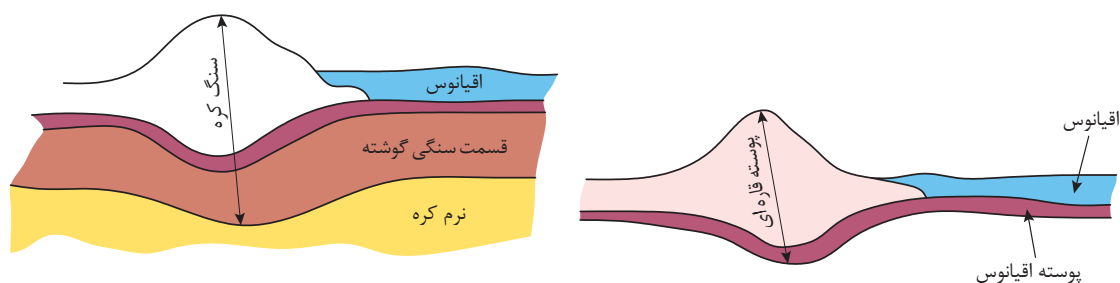 اقیانوس
سنگ کره
قسمت سنگی گوشته
نرم کره
اقیانوس
پوسته قاره ای
پوسته اقیانوس